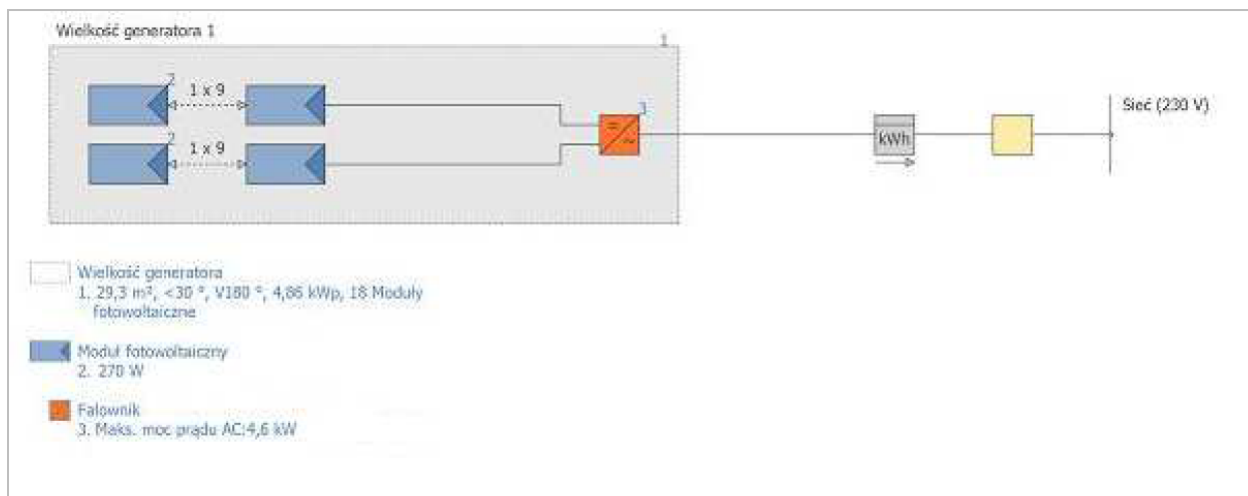 Wielkość generatora 1
1
2
1 x 9
2
1 x 9
3
=
~
kWh
Sieć (230 V)
Wielkość generatora
1. 29,3 m², <30 °, V180 °, 4,86 kWp, 18 Moduły
fotowoltaiczne
Moduł fotowoltaiczny
2. 270 W
Falownik
3. Maks. moc prądu AC:4,6 kW